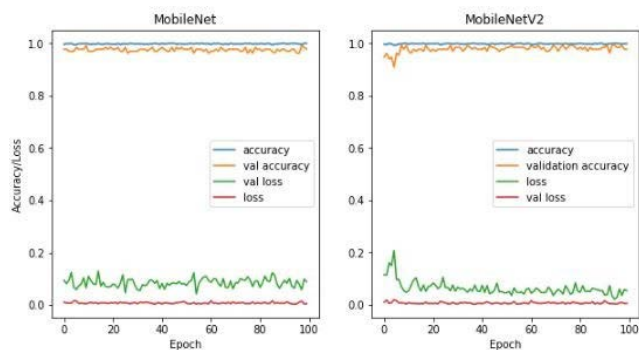 MobileNet
1.0
0.8
0.6
0.4
0.2
0.0
Accuracy/Loss
accuracy
val accuracy
val loss
loss
0 20 40 60 80 100
Epoch
MobileNetV2
1.0
0.8
0.6
0.4
0.2
0.0
accuracy
validation accuracy
loss
val loss
0 20 40 60 80 100
Epoch